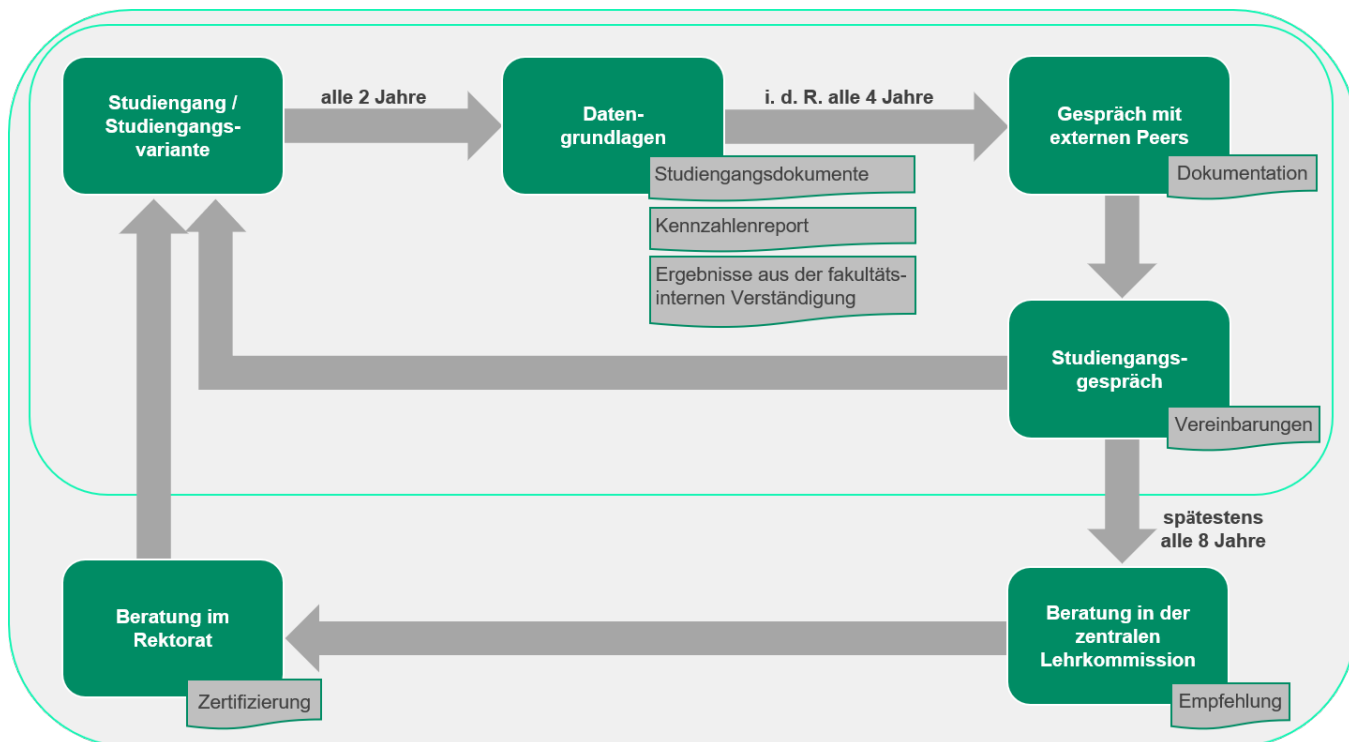 Studiengang /
Studiengangs-
variante
alle 2 Jahre
Daten-
grundlagen
Studiengangsdokumente
Kennzahlenreport
Ergebnisse aus der fakultäts-
internen Verständigung
i. d. R. alle 4 Jahre
Gespräch mit
externen Peers
Dokumentation
Studiengangs-
gespräch
Vereinbarungen
spätestens
alle 8 Jahre
Beratung in der
zentralen
Lehrkommission
Empfehlung
Beratung im
Rektorat
Zertifizierung